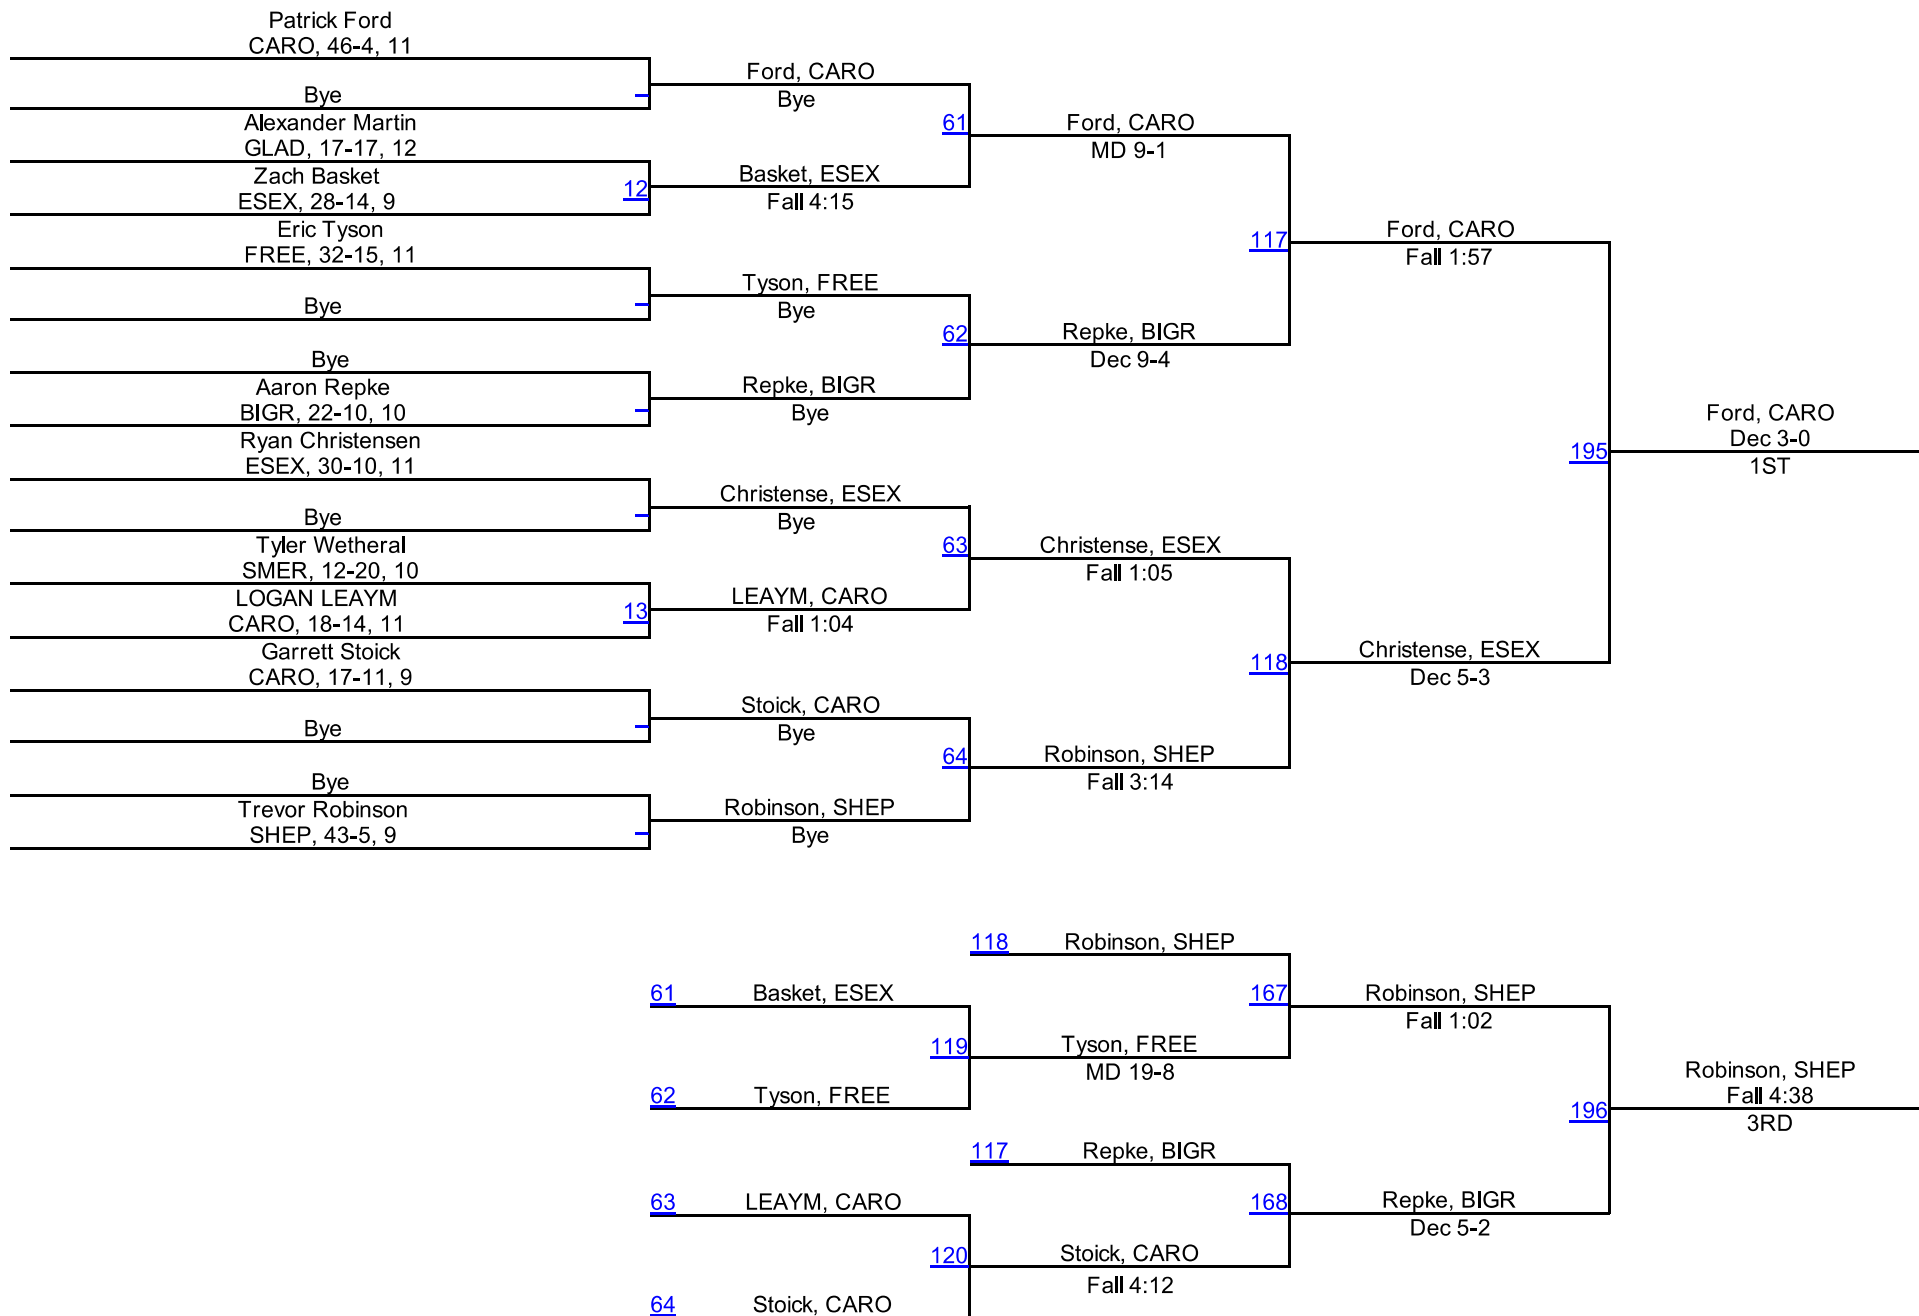 Patrick Ford
CARO, 46-4, 11
Bye
Alexander Martin
GLAD, 17-17, 12
Zach Basket
ESEX, 28-14, 9
12
Eric Tyson
FREE, 32-15, 11
Bye
Bye
Aaron Repke
BIGR, 22-10, 10
Ryan Christensen
ESEX, 30-10, 11
Bye
Tyler Wetheral
SMER, 12-20, 10
LOGAN LEAYM
CARO, 18-14, 11
13
Garrett Stoick
CARO, 17-11, 9
Bye
Bye
Trevor Robinson
SHEP, 43-5, 9
Ford, CARO
Bye
61
Basket, ESEX
Fall 4:15
Tyson, FREE
Bye
62
Repke, BIGR
Bye
Christense, ESEX
Bye
63
LEAYM, CARO
Fall 1:04
Stoick, CARO
Bye
64
Robinson, SHEP
Bye
Ford, CARO
MD 9-1
117
Repke, BIGR
Dec 9-4
Christense, ESEX
Fall 1:05
118
Robinson, SHEP
Fall 3:14
Ford, CARO
Fall 1:57
195
Christense, ESEX
Dec 5-3
Ford, CARO
Dec 3-0
1ST
61
Basket, ESEX
119
62
Tyson, FREE
63
LEAYM, CARO
120
64
Stoick, CARO
118
Robinson, SHEP
167
Tyson, FREE
MD 19-8
117
Repke, BIGR
168
Stoick, CARO
Fall 4:12
Robinson, SHEP
Fall 1:02
196
Repke, BIGR
Dec 5-2
Robinson, SHEP
Fall 4:38
3RD